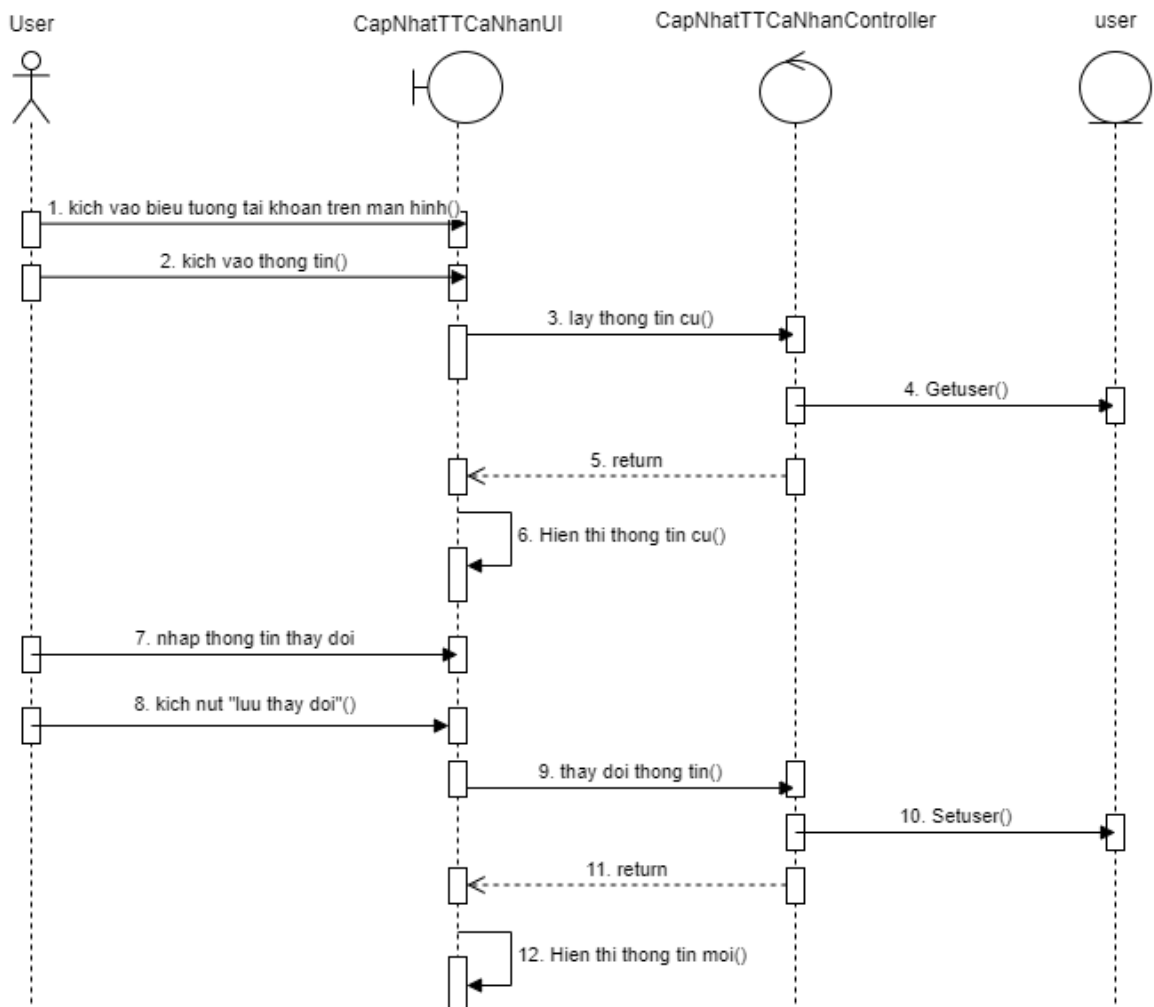 User
CapNhatTTCaNhanUI
CapNhatTTCaNhanController
user
1. kich vao bieu tuong tai khoan tren man hinh()
2. kich vao thong tin()
3. lay thong tin cu()
4. Getuser()
5. return
6. Hien thi thong tin cu()
7. nhap thong tin thay doi
8. kich nut "luu thay doi"()
9. thay doi thong tin()
10. Setuser()
11. return
12. Hien thi thong tin moi()